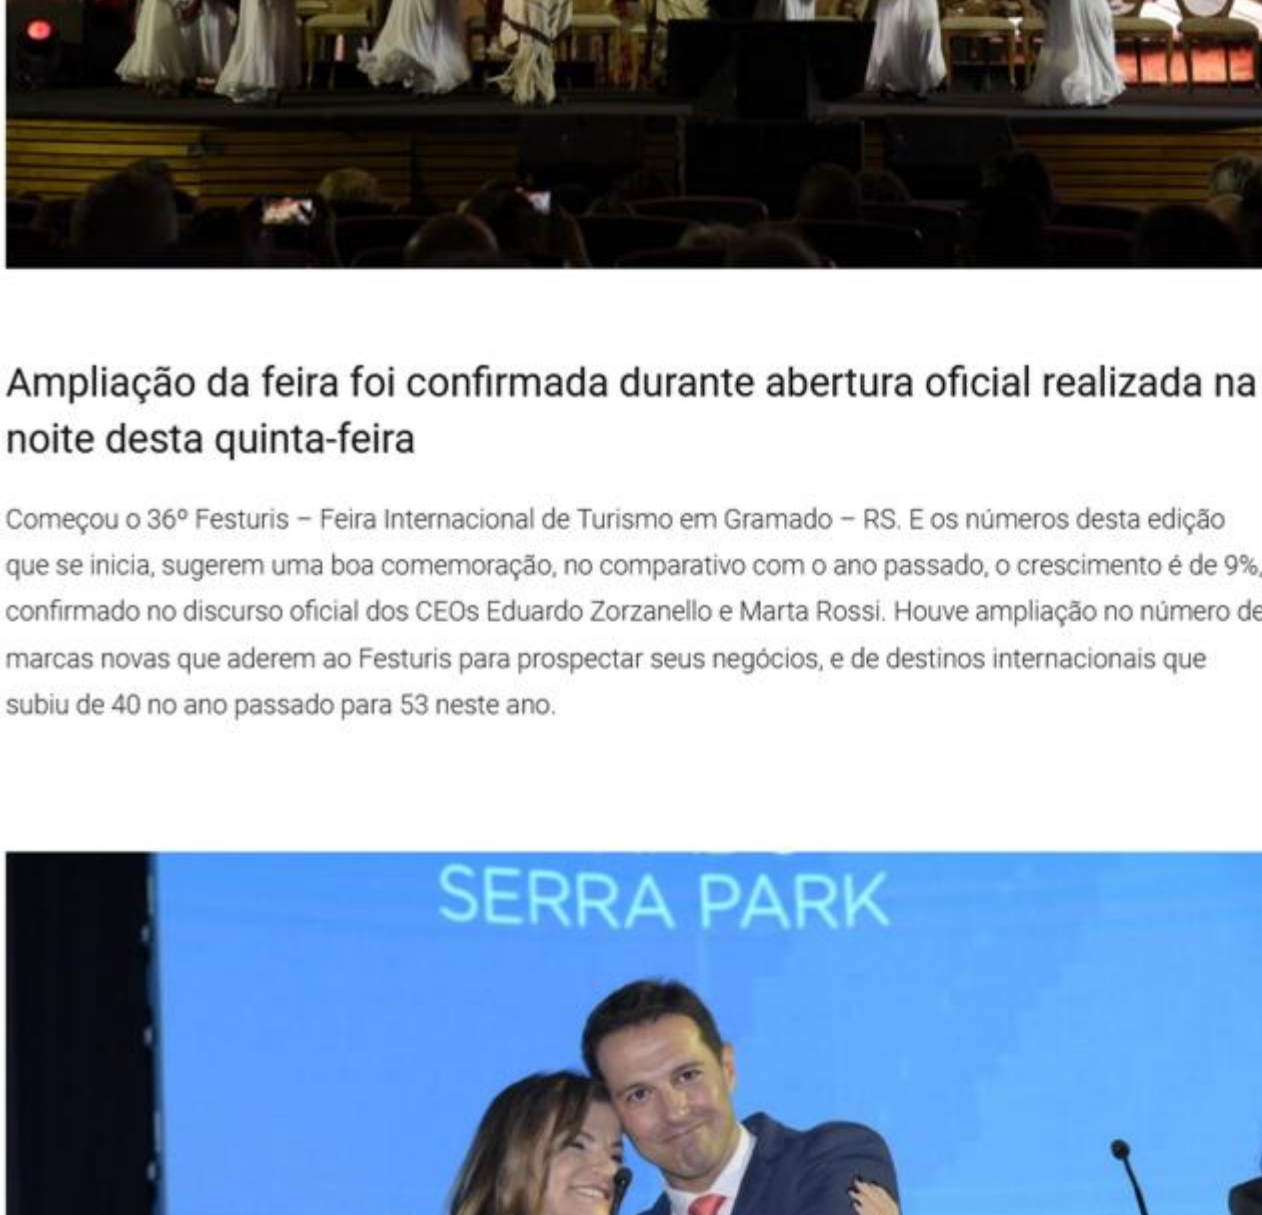 Ampliação da feira foi confirmada durante abertura oficial realizada na
noite desta quinta-feira
Começou o 36º Festuris – Feira Internacional de Turismo em Gramado – RS. E os números desta edição
que se inicia, sugerem uma boa comemoração, no comparativo com o ano passado, o crescimento é de 9%,
confirmado no discurso oficial dos CEOs Eduardo Zorzanello e Marta Rossi. Houve ampliação no número de
marcas novas que aderem ao Festuris para prospectar seus negócios, e de destinos internacionais que
subiu de 40 no ano passado para 53 neste ano.
SERRA PARK